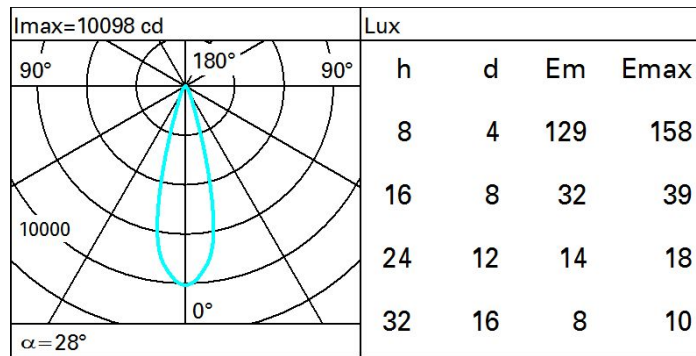 Imax=10098 cd
Lux
90° 180° 90°
10000
0°
α=28°
h d Em Emax
8 4 129 158
16 8 32 39
24 12 14 18
32 16 8 10